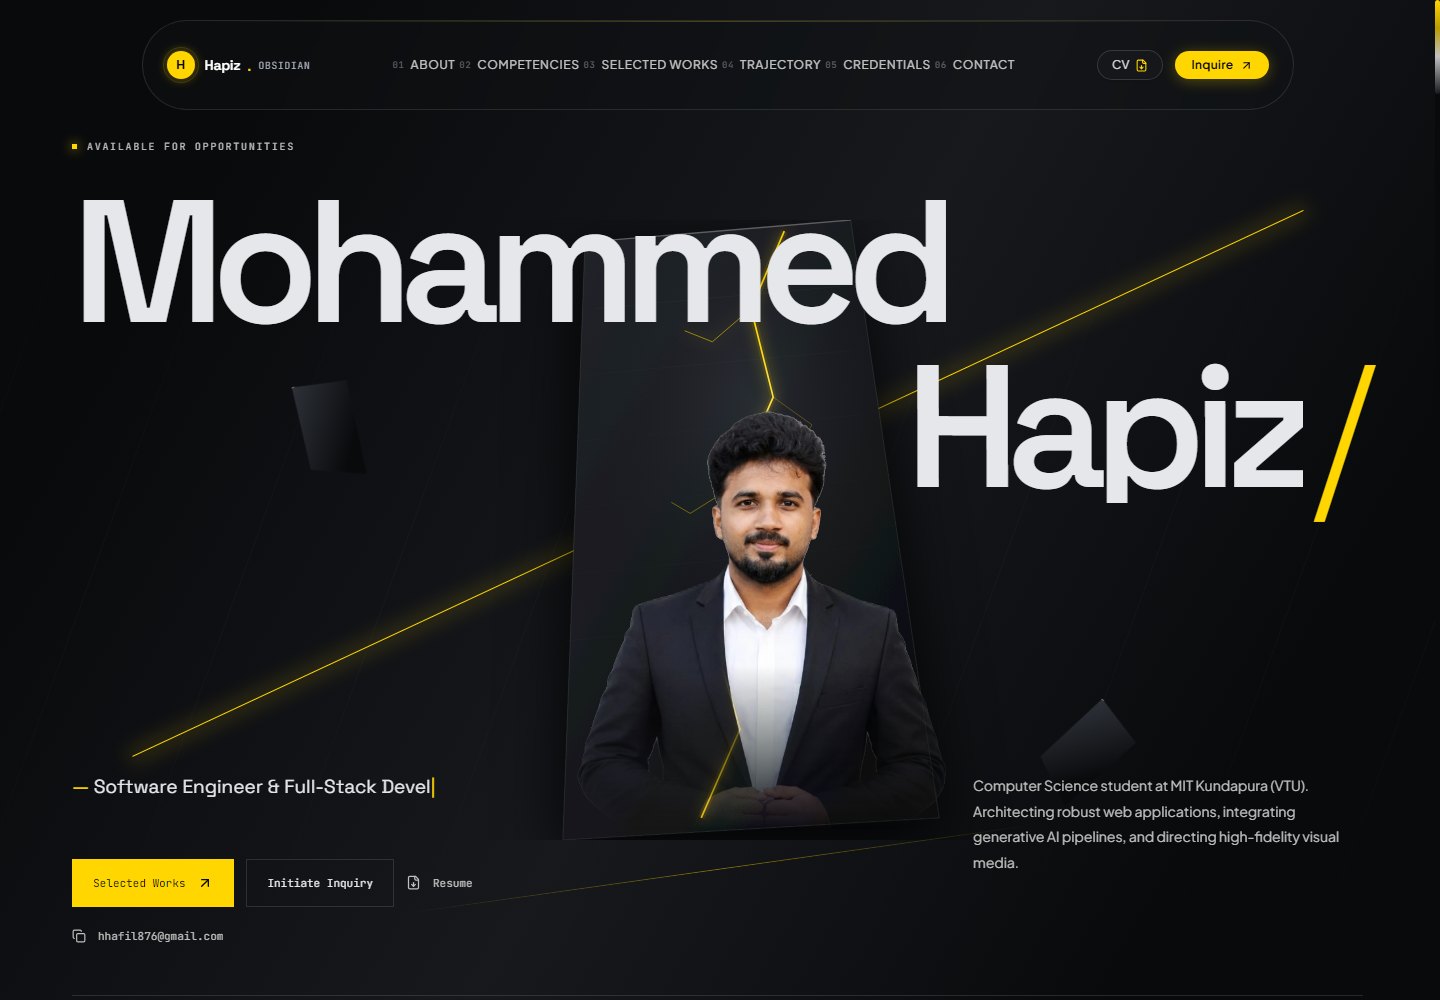 H Hapiz . OBSIDIAN 01 ABOUT 02 COMPETENCIES 03 SELECTED WORKS 04 TRAJECTORY 05 CREDENTIALS 06 CONTACT CV Inquire
AVAILABLE FOR OPPORTUNITIES
Mohammed
Hapiz /
— Software Engineer & Full-Stack Devel
Computer Science student at MIT Kundapura (VTU).
Architecting robust web applications, integrating
generative AI pipelines, and directing high-fidelity visual
media.
Selected Works Initiate Inquiry Resume
hhafil876@gmail.com